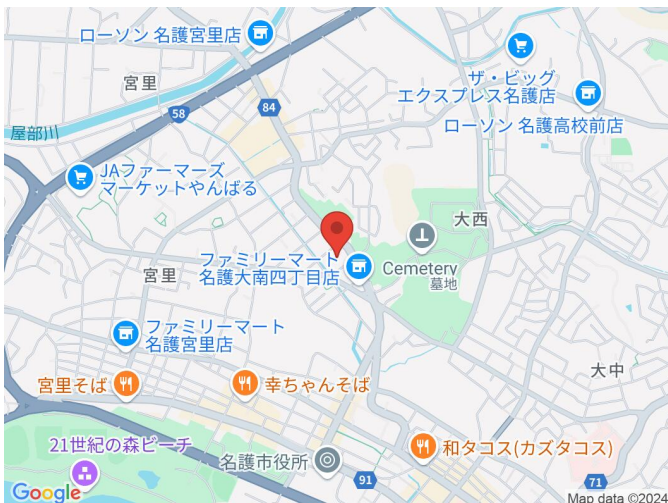 ローソン 名護宮里店
宮里
ザ・ビッグ
エクスプレス名護店
84
58
ローソン 名護高校前店
屋部川
JAファーマーズ
マーケットやんばる
大西
ファミリーマート
名護大南四丁目店
Cemetery
墓地
宮里
ファミリーマート
名護宮里店
大中
宮里そば
幸ちゃんそば
21世紀の森ビーチ
和タコス(カズタコス)
名護市役所
91
71
Google
Map data ©2024